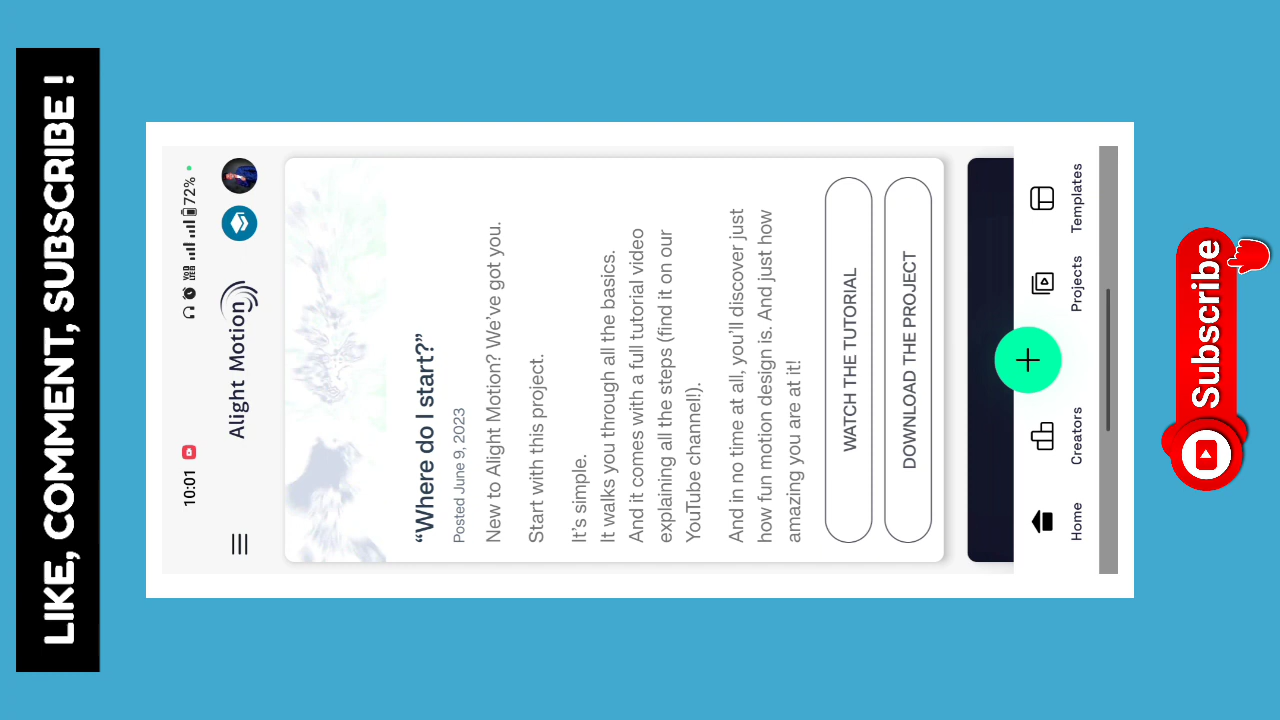 LIKE, COMMENT, SUBSCRIBE !
10:01
72%
Alight Motion
“Where do I start?”
Posted June 9, 2023
New to Alight Motion? We’ve got you.
Start with this project.
It’s simple.
It walks you through all the basics.
And it comes with a full tutorial video
explaining all the steps (find it on our
YouTube channel!).
And in no time at all, you’ll discover just
how fun motion design is. And just how
amazing you are at it!
WATCH THE TUTORIAL
DOWNLOAD THE PROJECT
Home
Creators
Projects
Templates
Subscribe